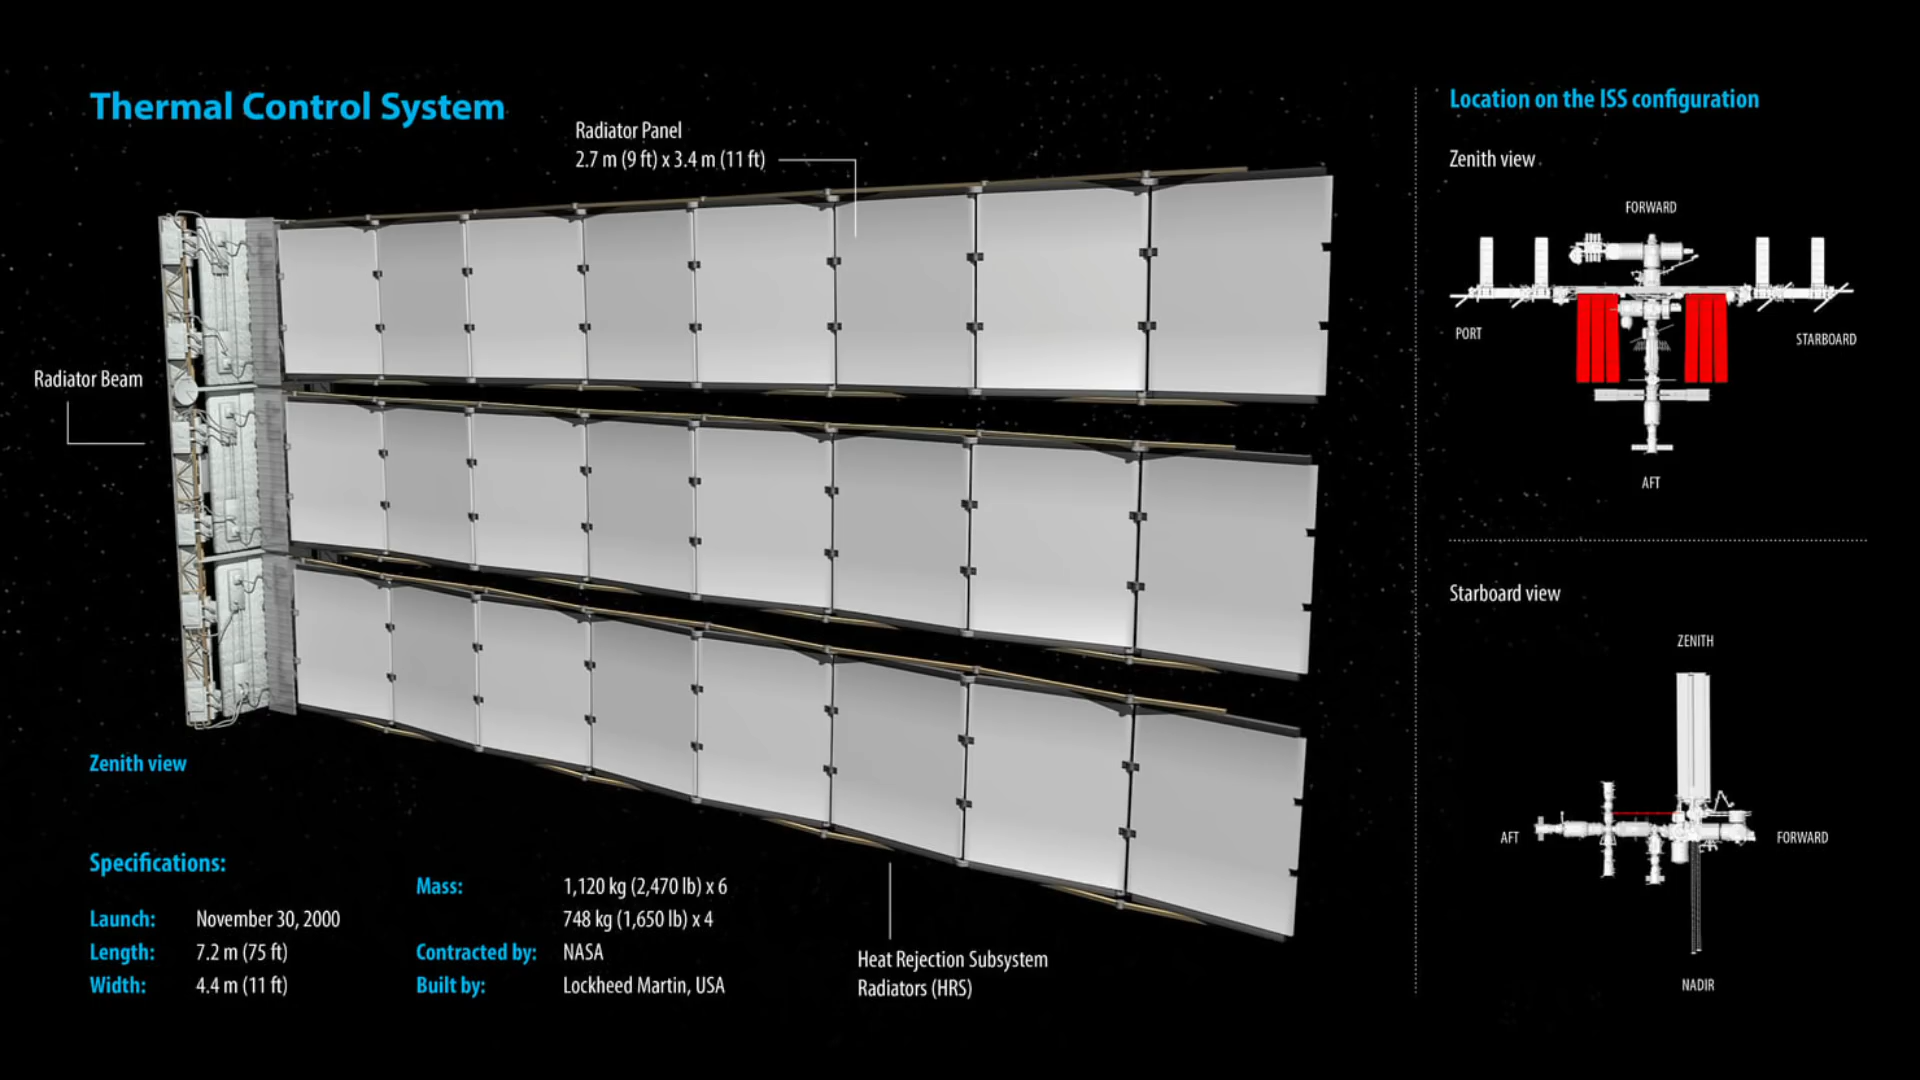 Thermal Control System
Radiator Panel
2.7 m (9 ft) x 3.4 m (11 ft)
Radiator Beam
Zenith view
Specifications:
Launch: November 30, 2000
Length: 7.2 m (75 ft)
Width: 4.4 m (11 ft)
Mass: 1,120 kg (2,470 lb) x 6
748 kg (1,650 lb) x 4
Contracted by: NASA
Built by: Lockheed Martin, USA
Heat Rejection Subsystem
Radiators (HRS)
Location on the ISS configuration
Zenith view
FORWARD
PORT
STARBOARD
AFT
Starboard view
ZENITH
AFT
FORWARD
NADIR